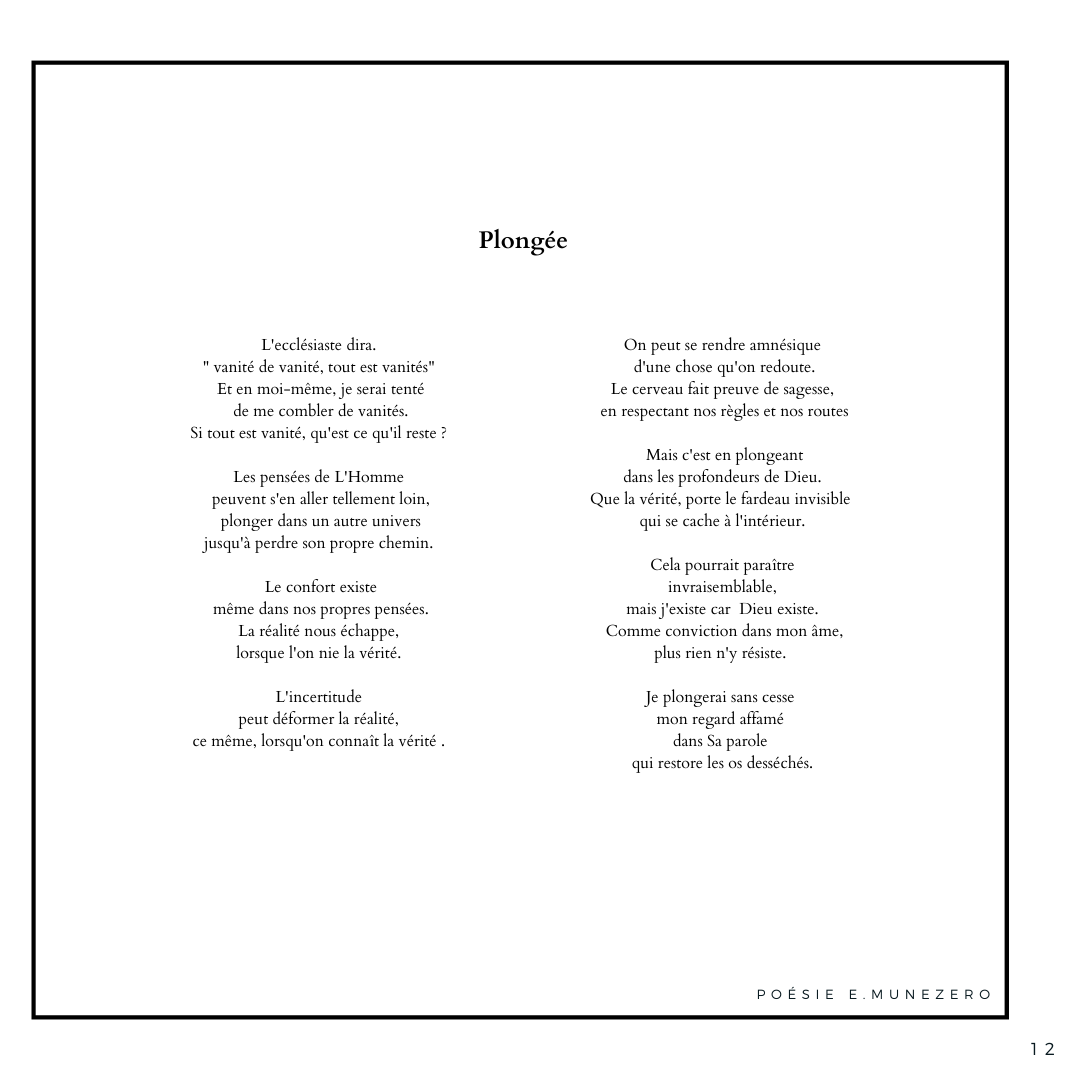 Plongée
L'ecclésiaste dira.
" vanité de vanité, tout est vanités"
Et en moi-même, je serai tenté
de me combler de vanités.
Si tout est vanité, qu'est ce qu'il reste ?
Les pensées de L'Homme
peuvent s'en aller tellement loin,
plonger dans un autre univers
jusqu'à perdre son propre chemin.
Le confort existe
même dans nos propres pensées.
La réalité nous échappe,
lorsque l'on nie la vérité.
L'incertitude
peut déformer la réalité,
ce même, lorsqu'on connaît la vérité .
On peut se rendre amnésique
d'une chose qu'on redoute.
Le cerveau fait preuve de sagesse,
en respectant nos règles et nos routes
Mais c'est en plongeant
dans les profondeurs de Dieu.
Que la vérité, porte le fardeau invisible
qui se cache à l'intérieur.
Cela pourrait paraître
invraisemblable,
mais j'existe car  Dieu existe.
Comme conviction dans mon âme,
plus rien n'y résiste.
Je plongerai sans cesse
mon regard affamé
dans Sa parole
qui restore les os desséchés.
POÉSIE E.MUNEZERO
12